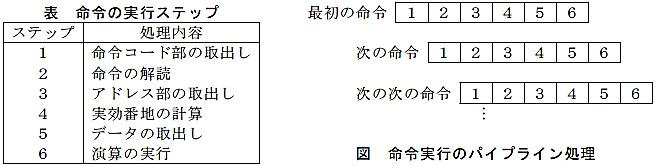 表 命令の実行ステップ
ステップ 処理内容
1 命令コード部の取出し
2 命令の解読
3 アドレス部の取出し
4 実効番地の計算
5 データの取出し
6 演算の実行
最初の命令 1 2 3 4 5 6
次の命令 1 2 3 4 5 6
次の次の命令 1 2 3 4 5 6
⋮
図 命令実行のパイプライン処理